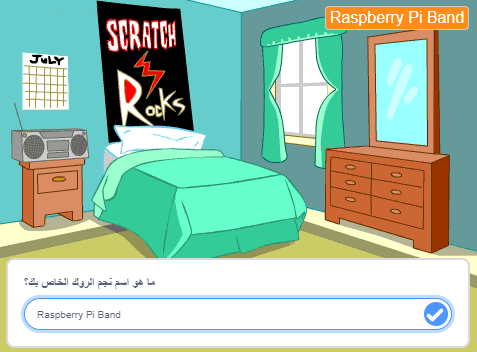 Raspberry Pi Band
SCRATCH
Rocks
JULY
ما هو اسم نجم الروك الخاص بك؟
Raspberry Pi Band